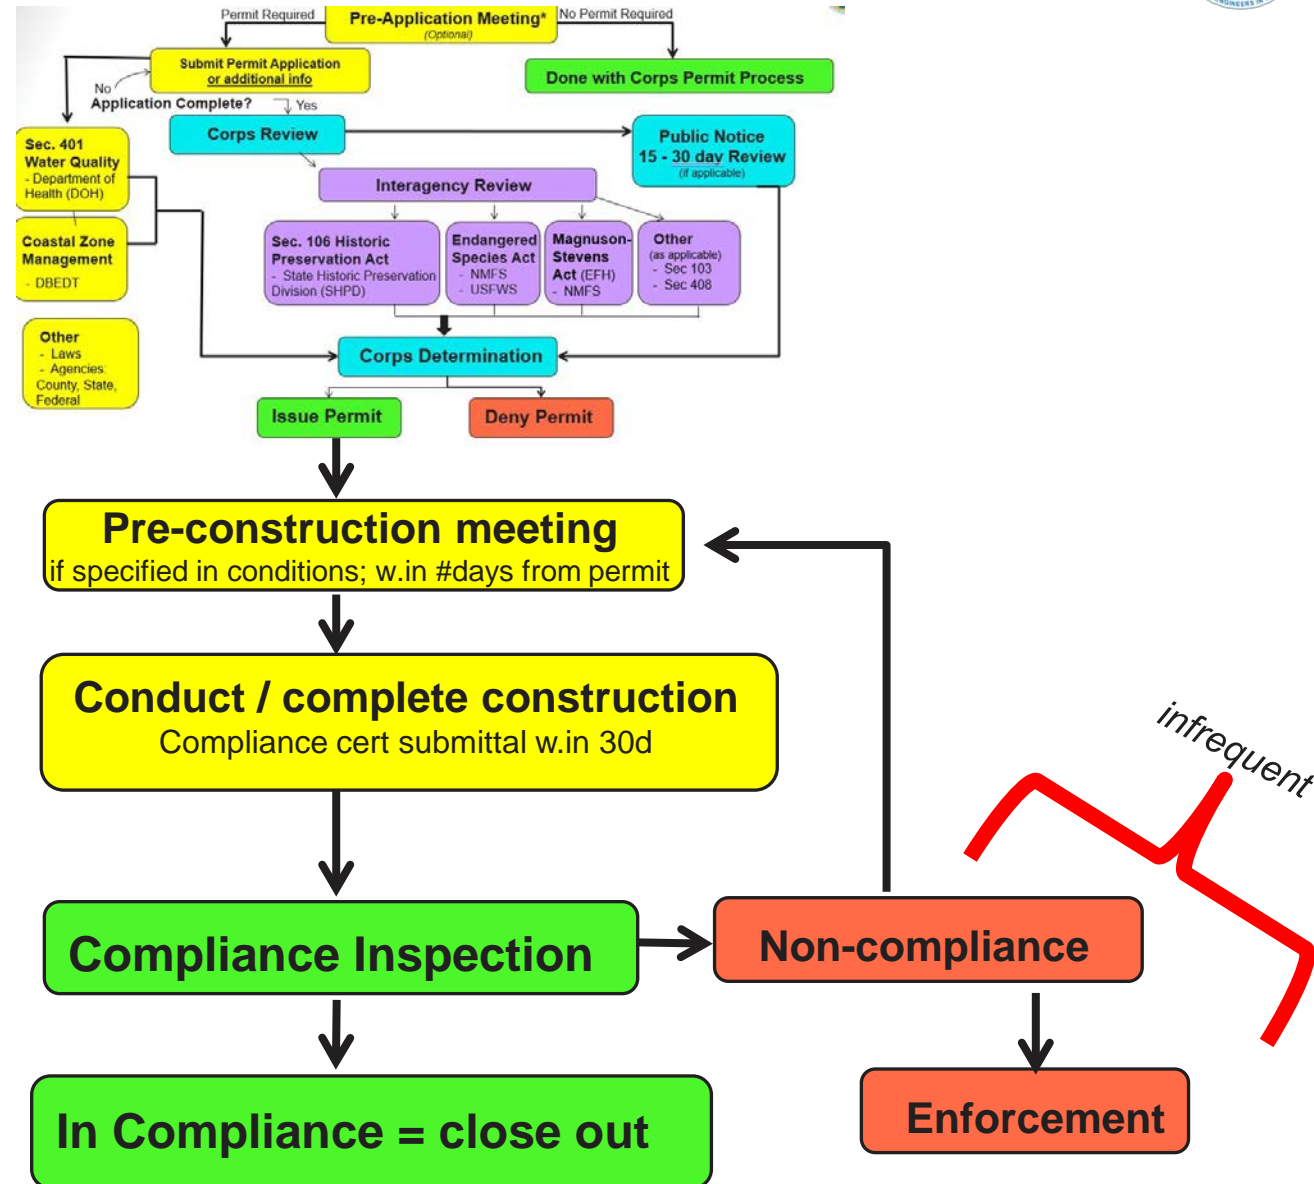 Permit Required
Pre-Application Meeting*
(Optional)
No Permit Required
Submit Permit Application
or additional info
Done with Corps Permit Process
No
Application Complete?
Yes
Corps Review
Public Notice
15 - 30 day Review
(if applicable)
Sec. 401
Water Quality
- Department of
Health (DOH)
Interagency Review
Coastal Zone
Management
- DBEDT
Sec. 106 Historic
Preservation Act
- State Historic Preservation
Division (SHPD)
Endangered
Species Act
- NMFS
- USFWS
Magnuson-
Stevens
Act (EFH)
- NMFS
Other
(as applicable)
- Sec 103
- Sec 408
Other
- Laws
- Agencies:
County, State,
Federal
Corps Determination
Issue Permit
Deny Permit
Pre-construction meeting
if specified in conditions; w.in #days from permit
Conduct / complete construction
Compliance cert submittal w.in 30d
infrequent
Compliance Inspection
Non-compliance
In Compliance = close out
Enforcement